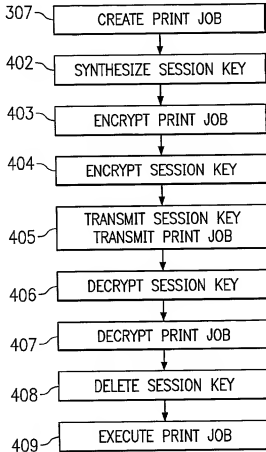 307 CREATE PRINT JOB
402 SYNTHESIZE SESSION KEY
403 ENCRYPT PRINT JOB
404 ENCRYPT SESSION KEY
405 TRANSMIT SESSION KEY
TRANSMIT PRINT JOB
406 DECRYPT SESSION KEY
407 DECRYPT PRINT JOB
408 DELETE SESSION KEY
409 EXECUTE PRINT JOB